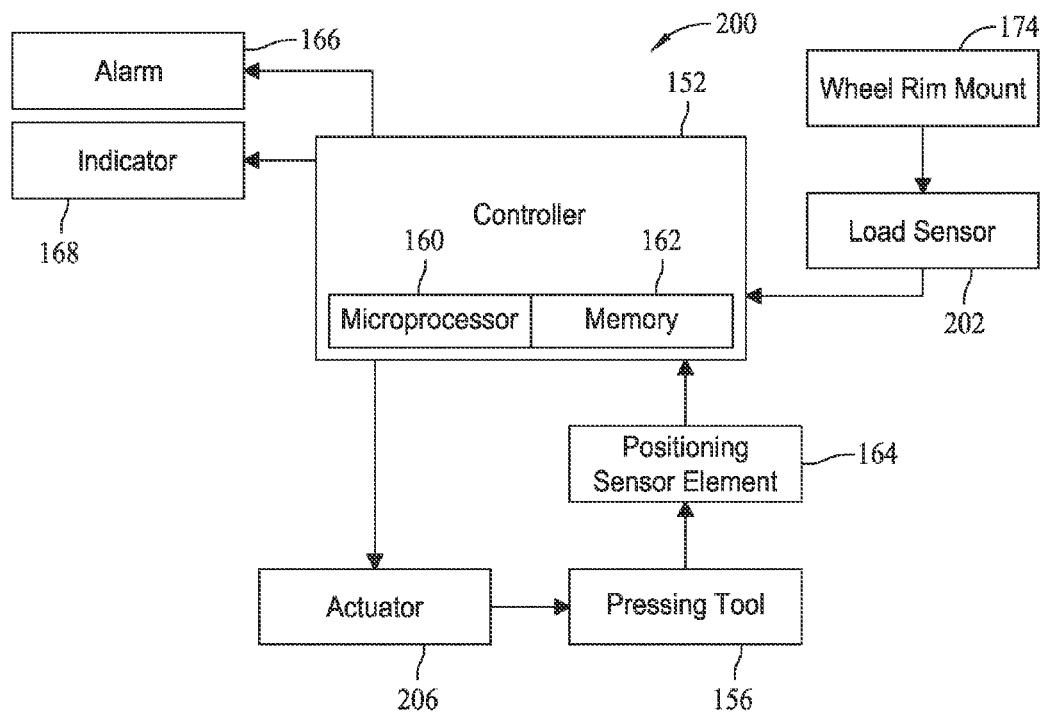 166
200
174
Alarm
152
Wheel Rim Mount
Indicator
168
Controller
160
162
Microprocessor
Memory
Load Sensor
202
Positioning
Sensor Element
164
Actuator
Pressing Tool
206
156